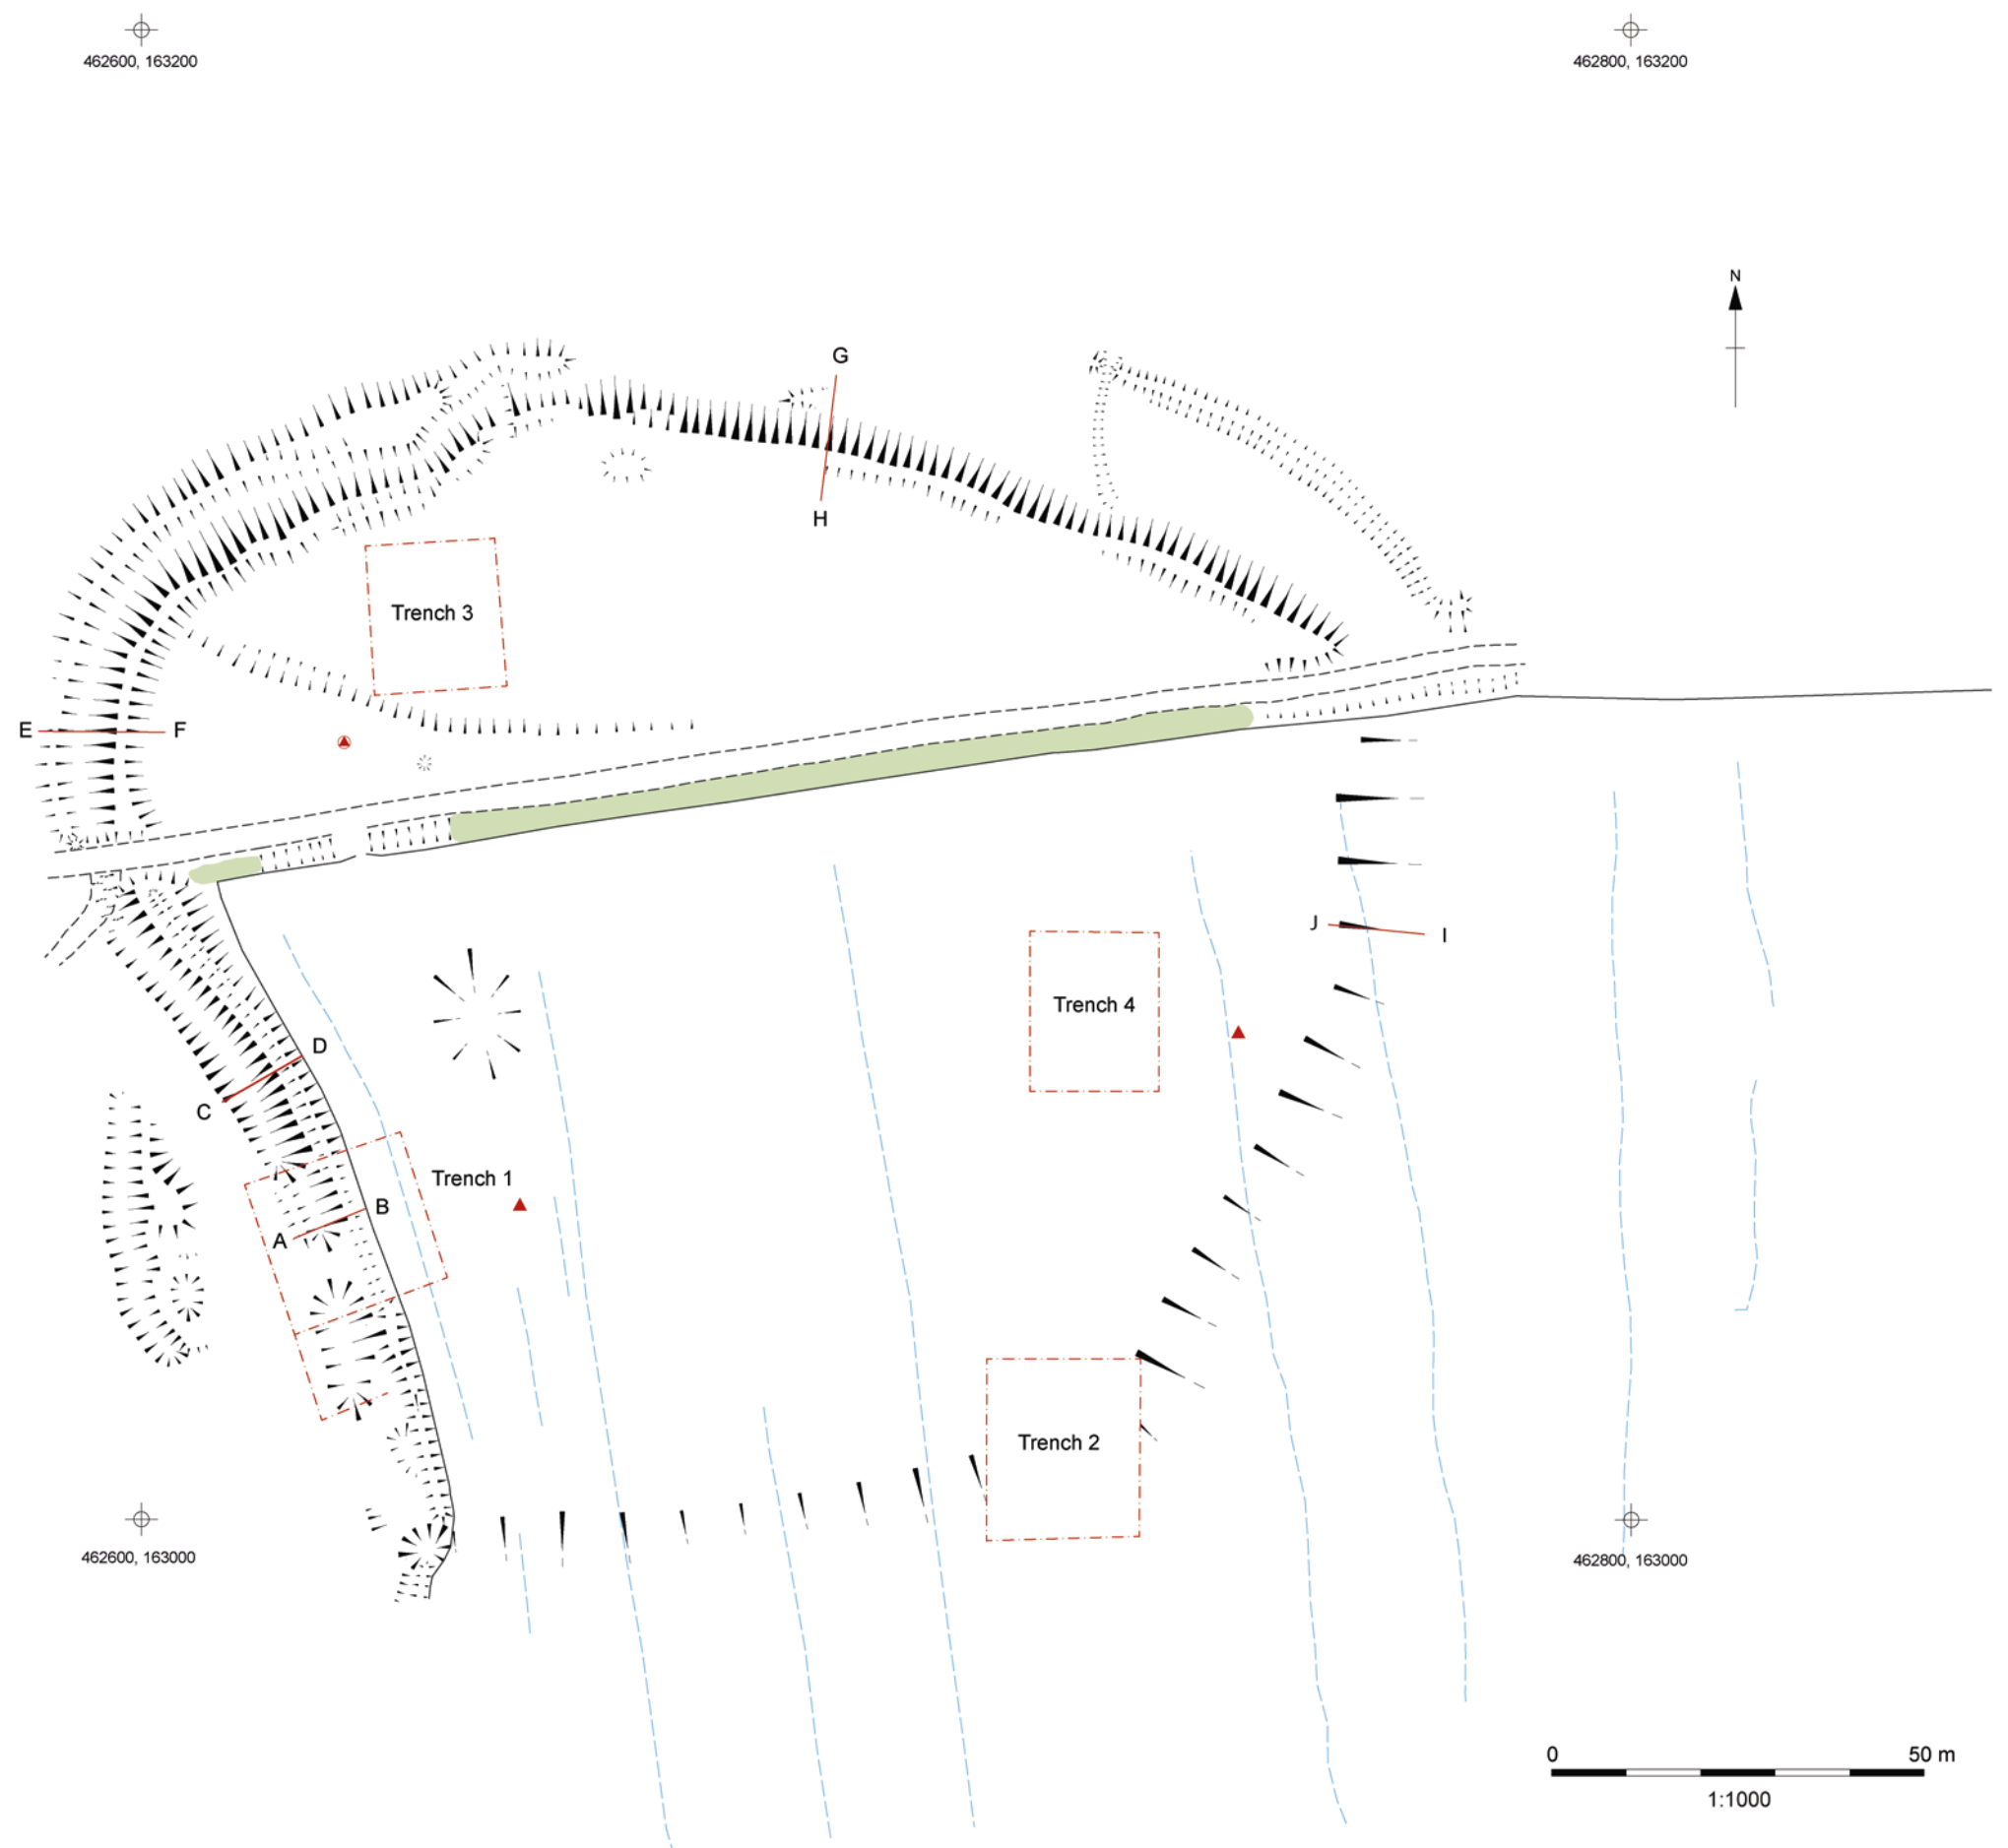 462600, 163200
462800, 163200
N
G
H
Trench 3
E
F
J
I
Trench 4
D
C
Trench 1
B
A
Trench 2
462600, 163000
462800, 163000
0 50 m
1:1000